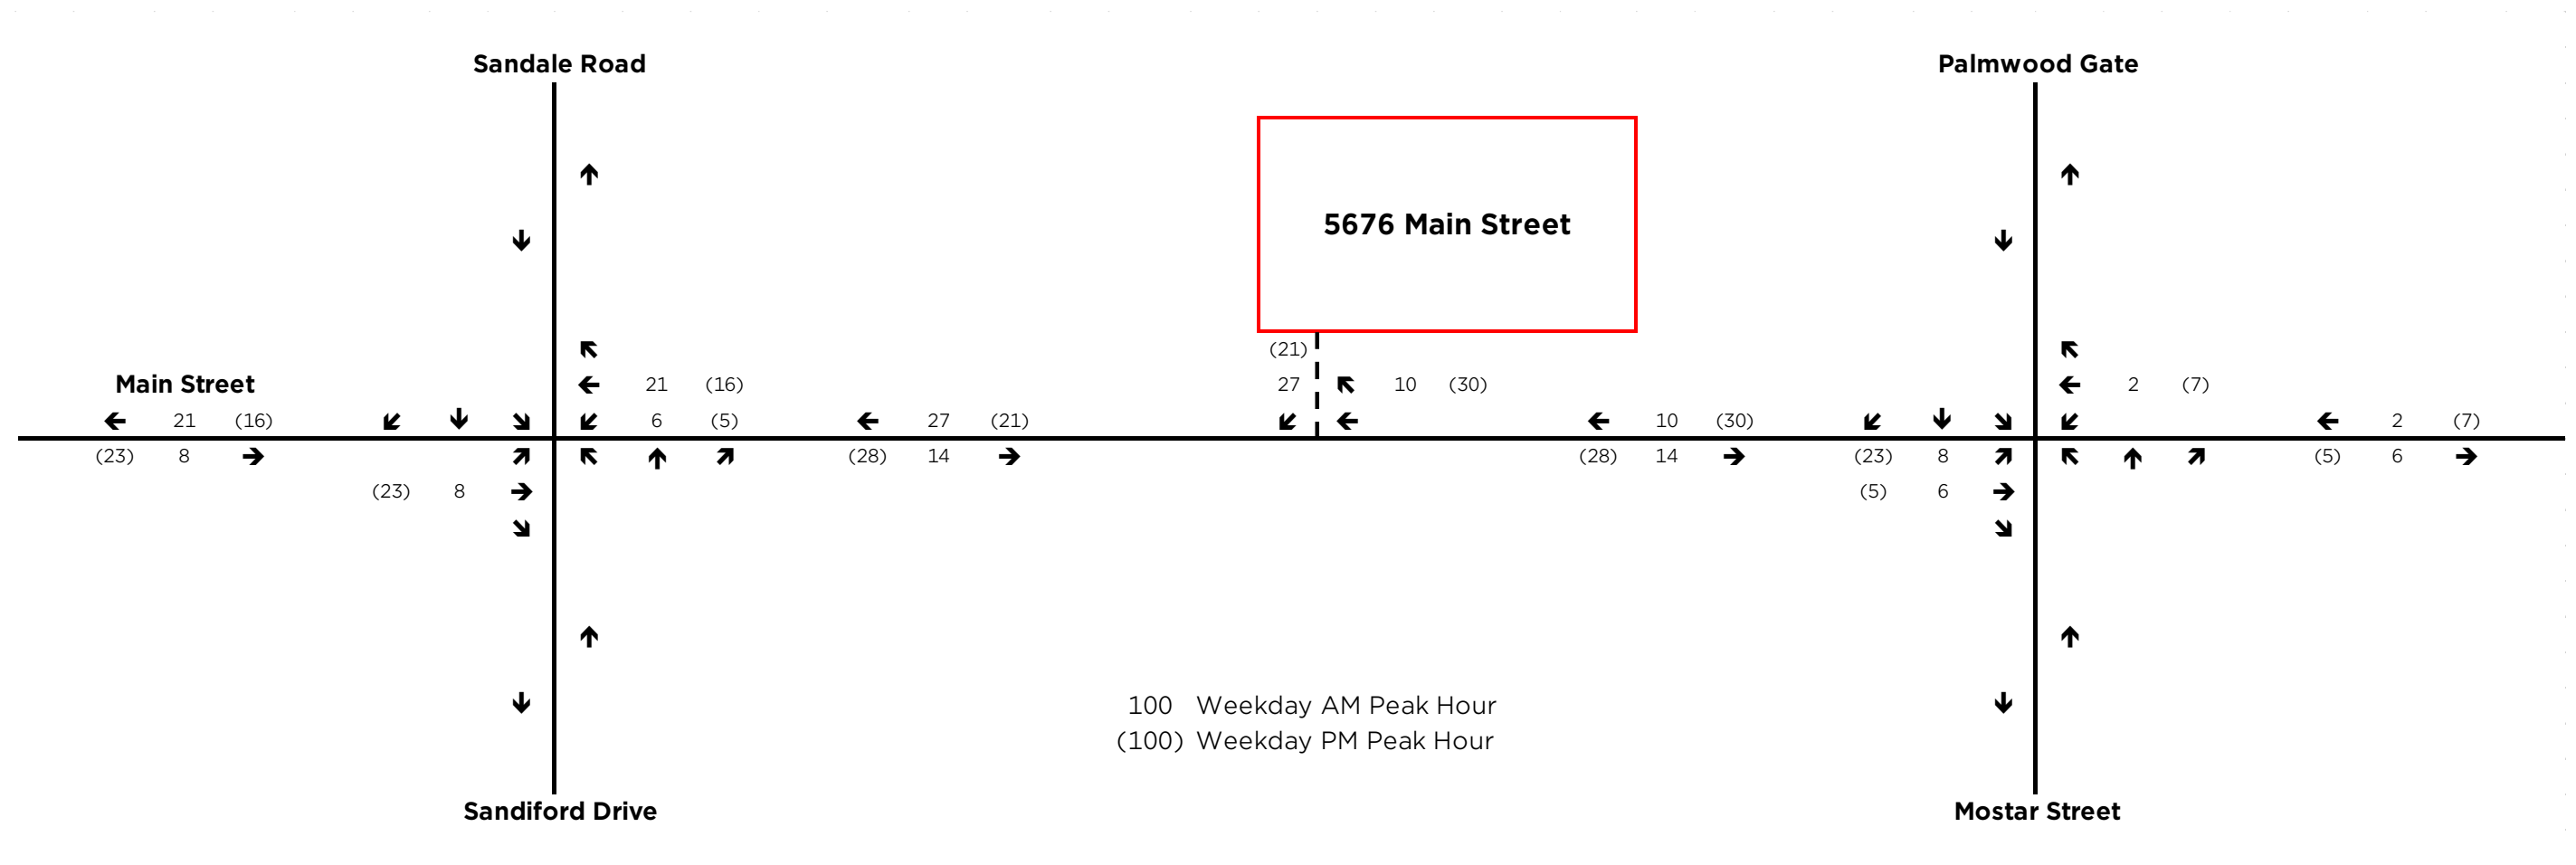 Sandale Road Palmwood Gate
5676 Main Street
(21)
Main Street 21 (16) 27 10 (30) 2 (7)
21 (16) 6 (5) 27 (21) 10 (30) 2 (7)
(23) 8 (28) 14 (28) 14 (23) 8 (5) 6
(23) 8 (5) 6
100 Weekday AM Peak Hour
(100) Weekday PM Peak Hour
Sandiford Drive Mostar Street